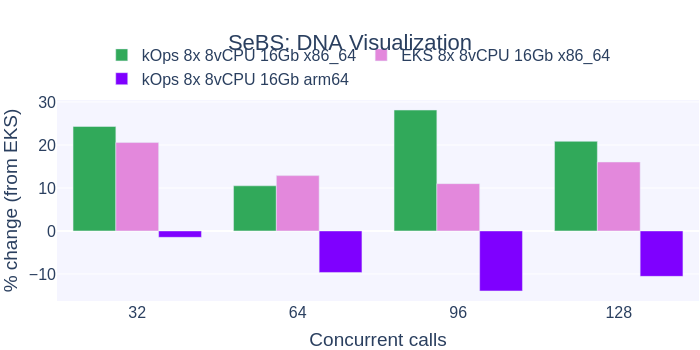 SeBS: DNA Visualization
kOps 8x 8vCPU 16Gb x86_64
EKS 8x 8vCPU 16Gb x86_64
kOps 8x 8vCPU 16Gb arm64
% change (from EKS)
30
20
10
0
−10
32
64
96
128
Concurrent calls